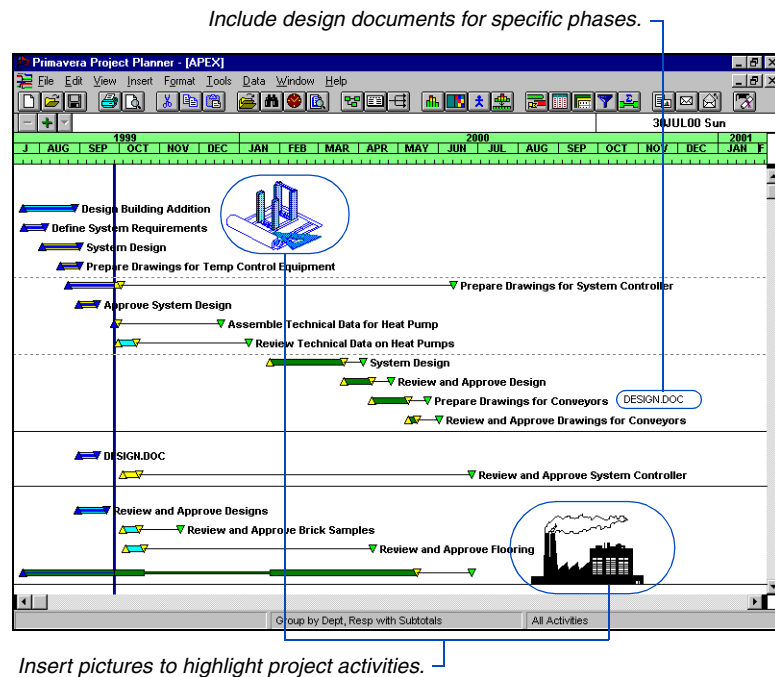 Include design documents for specific phases.
Primavera Project Planner - [APEX]
File Edit View Insert Format Tools Data Window Help
30JUL00 Sun
1999 2000 2001
J AUG SEP OCT NOV DEC JAN FEB MAR APR MAY JUN JUL AUG SEP OCT NOV DEC JAN F
Design Building Addition
Define System Requirements
System Design
Prepare Drawings for Temp Control Equipment
Prepare Drawings for System Controller
Approve System Design
Assemble Technical Data for Heat Pump
Review Technical Data on Heat Pumps
System Design
Review and Approve Design
Prepare Drawings for Conveyors DESIGN.DOC
Review and Approve Drawings for Conveyors
DESIGN.DOC
Review and Approve System Controller
Review and Approve Designs
Review and Approve Brick Samples
Review and Approve Flooring
Group by Dept, Resp with Subtotals All Activities
Insert pictures to highlight project activities.